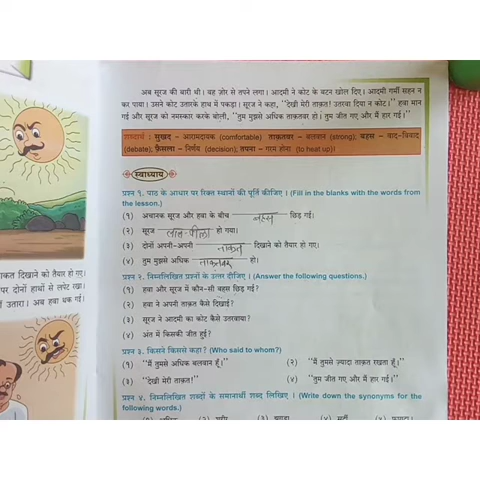 अब सूरज की बारी थी। वह ज़ोर से तपने लगा। आदमी ने कोट के बटन खोल दिए। आदमी गर्मी सहन न
कर पाया। उसने कोट उतारके हाथ में पकड़ा। सूरज ने कहा, "देखी मेरी ताक़त! उतरवा दिया न कोट।" हवा मान
गई और सूरज को नमस्कार करके बोली, "तुम मुझसे अधिक ताक़तवर हो। तुम जीत गए और मैं हार गई।"
शब्दार्थ : सुखद – आरामदायक (comfortable) ताक़तवर – बलवान (strong); बहस – वाद-विवाद
(debate); फ़ैसला – निर्णय (decision); तपना – गरम होना (to heat up)।
स्वाध्याय
प्रश्न १. पाठ के आधार पर रिक्त स्थानों की पूर्ति कीजिए। (Fill in the blanks with the words from
the lesson.)
(१) अचानक सूरज और हवा के बीच बहस छिड़ गई।
(२) सूरज लाल-पीला हो गया।
(३) दोनों अपनी-अपनी ताकत दिखाने को तैयार हो गए।
(४) तुम मुझसे अधिक ताकतवर हो।
प्रश्न २. निम्नलिखित प्रश्नों के उत्तर दीजिए। (Answer the following questions.)
(१) हवा और सूरज में कौन-सी बहस छिड़ गई?
(२) हवा ने अपनी ताकत कैसे दिखाई?
(३) सूरज ने आदमी का कोट कैसे उतरवाया?
(४) अंत में किसकी जीत हुई?
प्रश्न ३. किसने किससे कहा? (Who said to whom?)
(१) "मैं तुमसे अधिक बलवान हूँ।" (२) "मैं तुमसे ज़्यादा ताक़त रखता हूँ।"
(३) "देखी मेरी ताक़त!" (४) "तुम जीत गए और मैं हार गई।"
प्रश्न ४. निम्नलिखित शब्दों के समानार्थी शब्द लिखिए। (Write down the synonyms for the
following words.)
ाकत दिखाने को तैयार हो गए।
पर दोनों हाथों से लपेट रखा।
उतारा। अब हवा थक गई।